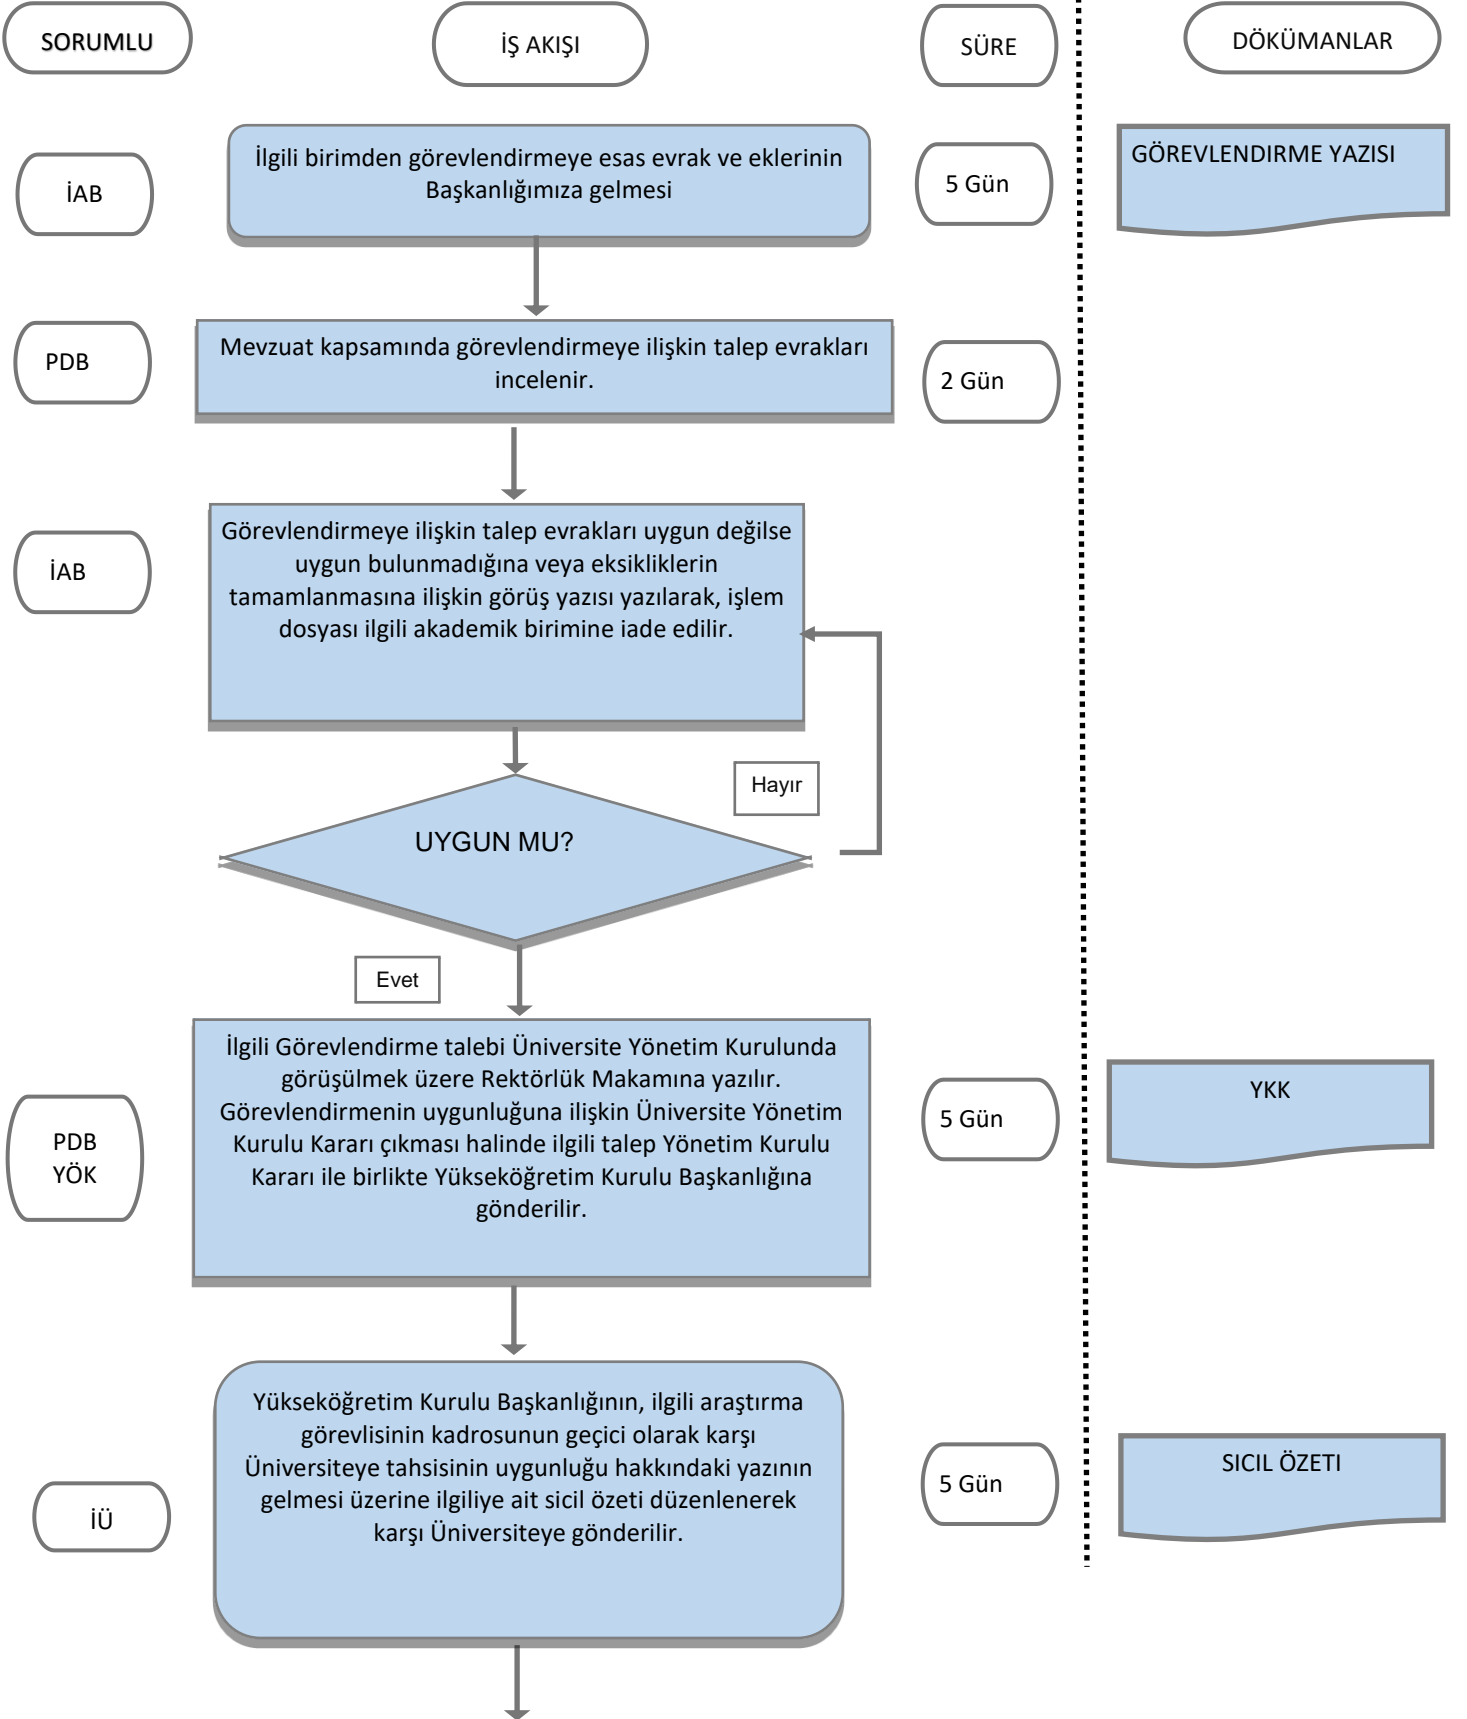 SORUMLU
İŞ AKIŞI
SÜRE
DÖKÜMANLAR
İAB
İlgili birimden görevlendirmeye esas evrak ve eklerinin
Başkanlığımıza gelmesi
5 Gün
GÖREVLENDİRME YAZISI
PDB
Mevzuat kapsamında görevlendirmeye ilişkin talep evrakları
incelenir.
2 Gün
İAB
Görevlendirmeye ilişkin talep evrakları uygun değilse
uygun bulunmadığına veya eksikliklerin
tamamlanmasına ilişkin görüş yazısı yazılarak, işlem
dosyası ilgili akademik birimine iade edilir.
Hayır
UYGUN MU?
Evet
PDB
YÖK
İlgili Görevlendirme talebi Üniversite Yönetim Kurulunda
görüşülmek üzere Rektörlük Makamına yazılır.
Görevlendirmenin uygunluğuna ilişkin Üniversite Yönetim
Kurulu Kararı çıkması halinde ilgili talep Yönetim Kurulu
Kararı ile birlikte Yükseköğretim Kurulu Başkanlığına
gönderilir.
5 Gün
YKK
İÜ
Yükseköğretim Kurulu Başkanlığının, ilgili araştırma
görevlisinin kadrosunun geçici olarak karşı
Üniversiteye tahsisinin uygunluğu hakkındaki yazının
gelmesi üzerine ilgiliye ait sicil özeti düzenlenerek
karşı Üniversiteye gönderilir.
5 Gün
SICIL ÖZETI